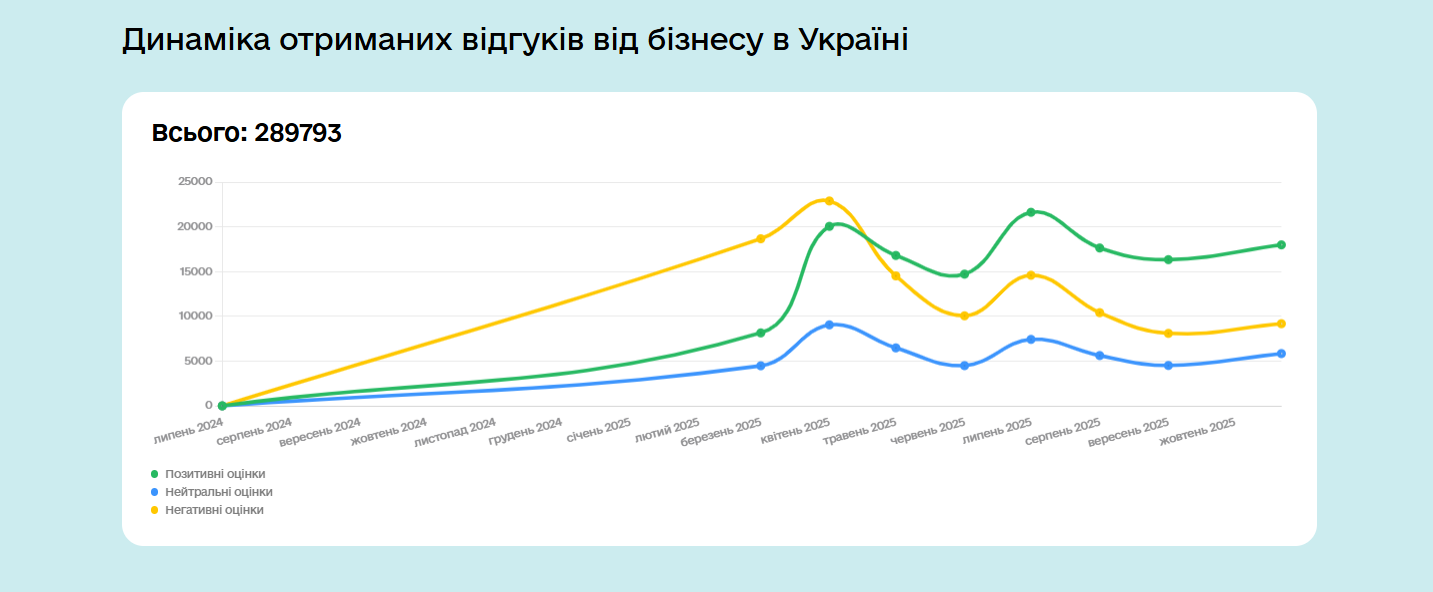 Динаміка отриманих відгуків від бізнесу в Україні
Всього: 289793
25000
20000
15000
10000
5000
0
липень 2024
серпень 2024
вересень 2024
жовтень 2024
листопад 2024
грудень 2024
січень 2025
лютий 2025
березень 2025
квітень 2025
травень 2025
червень 2025
липень 2025
серпень 2025
вересень 2025
жовтень 2025
Позитивні оцінки
Нейтральні оцінки
Негативні оцінки